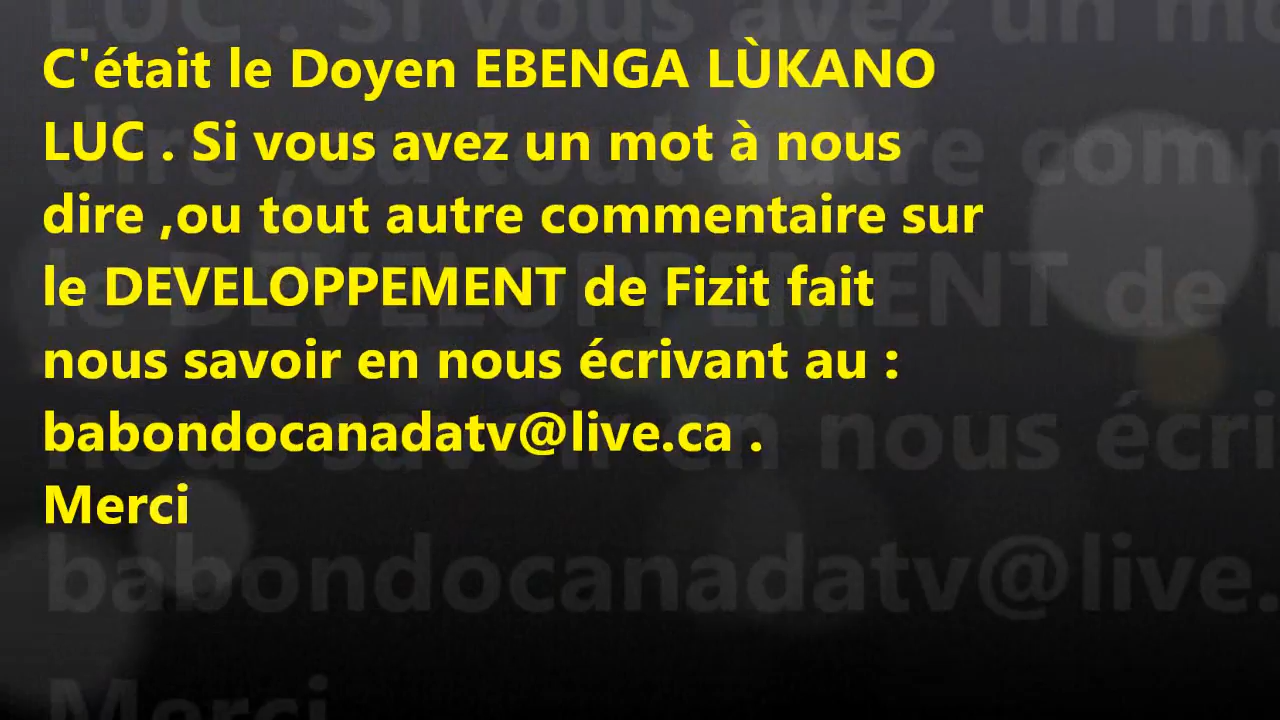 C'était le Doyen EBENGA LÙKANO
LUC . Si vous avez un mot à nous
dire ,ou tout autre commentaire sur
le DEVELOPPEMENT de Fizit fait
nous savoir en nous écrivant au :
babondocanadatv@live.ca .
Merci